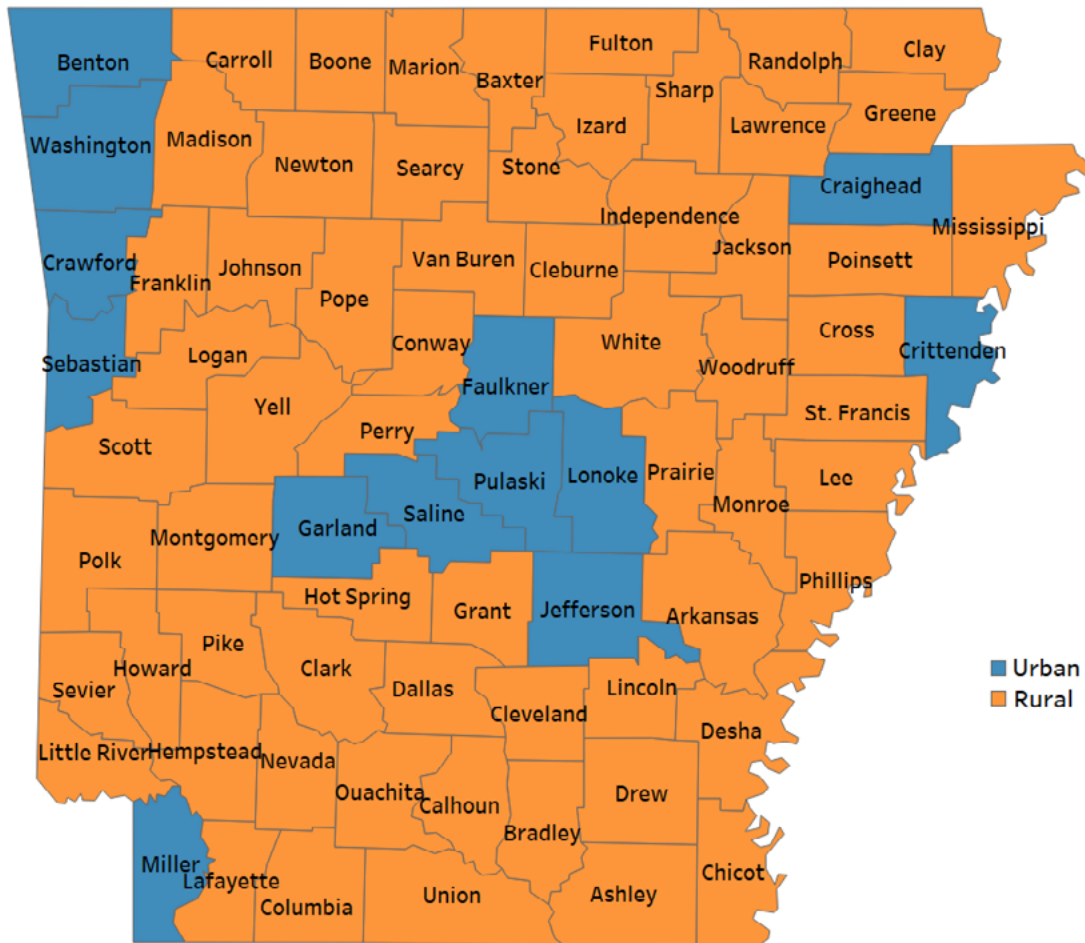 Benton
Carroll
Boone
Marion
Baxter
Fulton
Sharp
Randolph
Clay
Greene
Washington
Madison
Newton
Searcy
Stone
Izard
Lawrence
Craighead
Mississippi
Independence
Jackson
Poinsett
Crawford
Franklin
Johnson
Pope
Van Buren
Cleburne
Sebastian
Logan
Conway
Faulkner
White
Woodruff
Cross
Crittenden
Yell
St. Francis
Scott
Perry
Pulaski
Lonoke
Prairie
Monroe
Lee
Garland
Saline
Montgomery
Polk
Phillips
Hot Spring
Grant
Jefferson
Arkansas
Pike
Howard
Clark
Sevier
Dallas
Lincoln
Cleveland
Desha
Urban
Rural
Little River
Hempstead
Nevada
Ouachita
Calhoun
Drew
Bradley
Miller
Lafayette
Columbia
Union
Ashley
Chicot